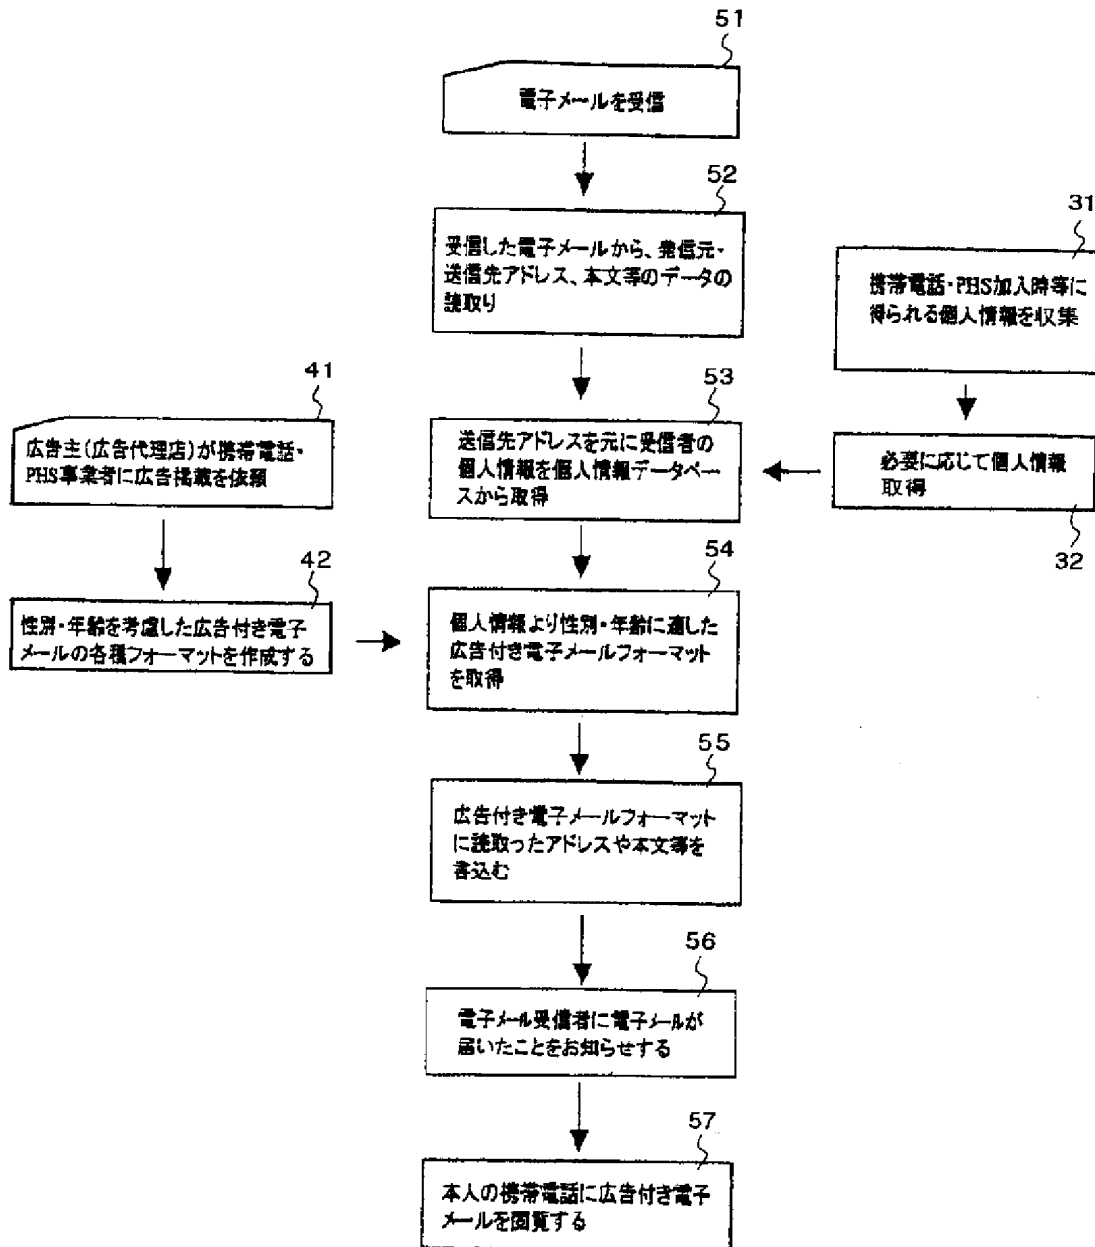 51
電子メールを受信
52
受信した電子メールから、発信元・
送信先アドレス、本文等のデータの
読取り
31
携帯電話・PHS加入時等に
得られる個人情報を収集
41
広告主(広告代理店)が携帯電話・
PHS事業者に広告掲載を依頼
53
送信先アドレスを元に受信者の
個人情報を個人情報データベー
スから取得
必要に応じて個人情報
取得
32
42
性別・年齢を考慮した広告付き電子
メールの各種フォーマットを作成する
54
個人情報より性別・年齢に適した
広告付き電子メールフォーマット
を取得
55
広告付き電子メールフォーマット
に読取ったアドレスや本文等を
書込む
56
電子メール受信者に電子メールが
届いたことをお知らせする
57
本人の携帯電話に広告付き電子
メールを閲覧する